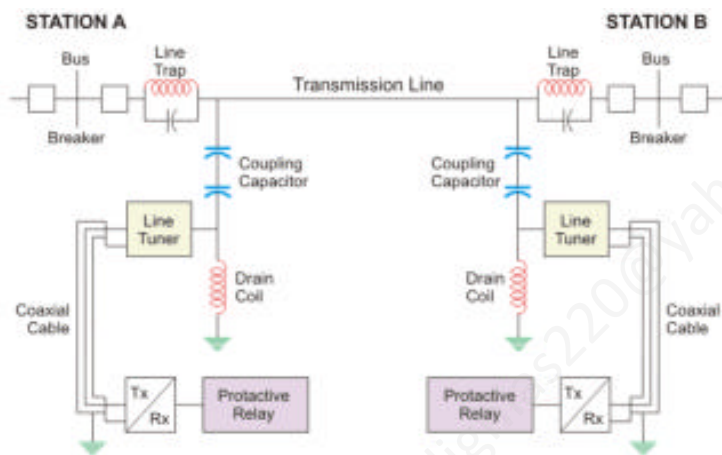 STATION A
STATION B
Bus
Line
Trap
Transmission Line
Line
Trap
Bus
Breaker
Breaker
Coupling
Capacitor
Coupling
Capacitor
Line
Tuner
Line
Tuner
Drain
Coil
Drain
Coil
Coaxial
Cable
Coaxial
Cable
Tx
Rx
Protactive
Relay
Protactive
Relay
Tx
Rx